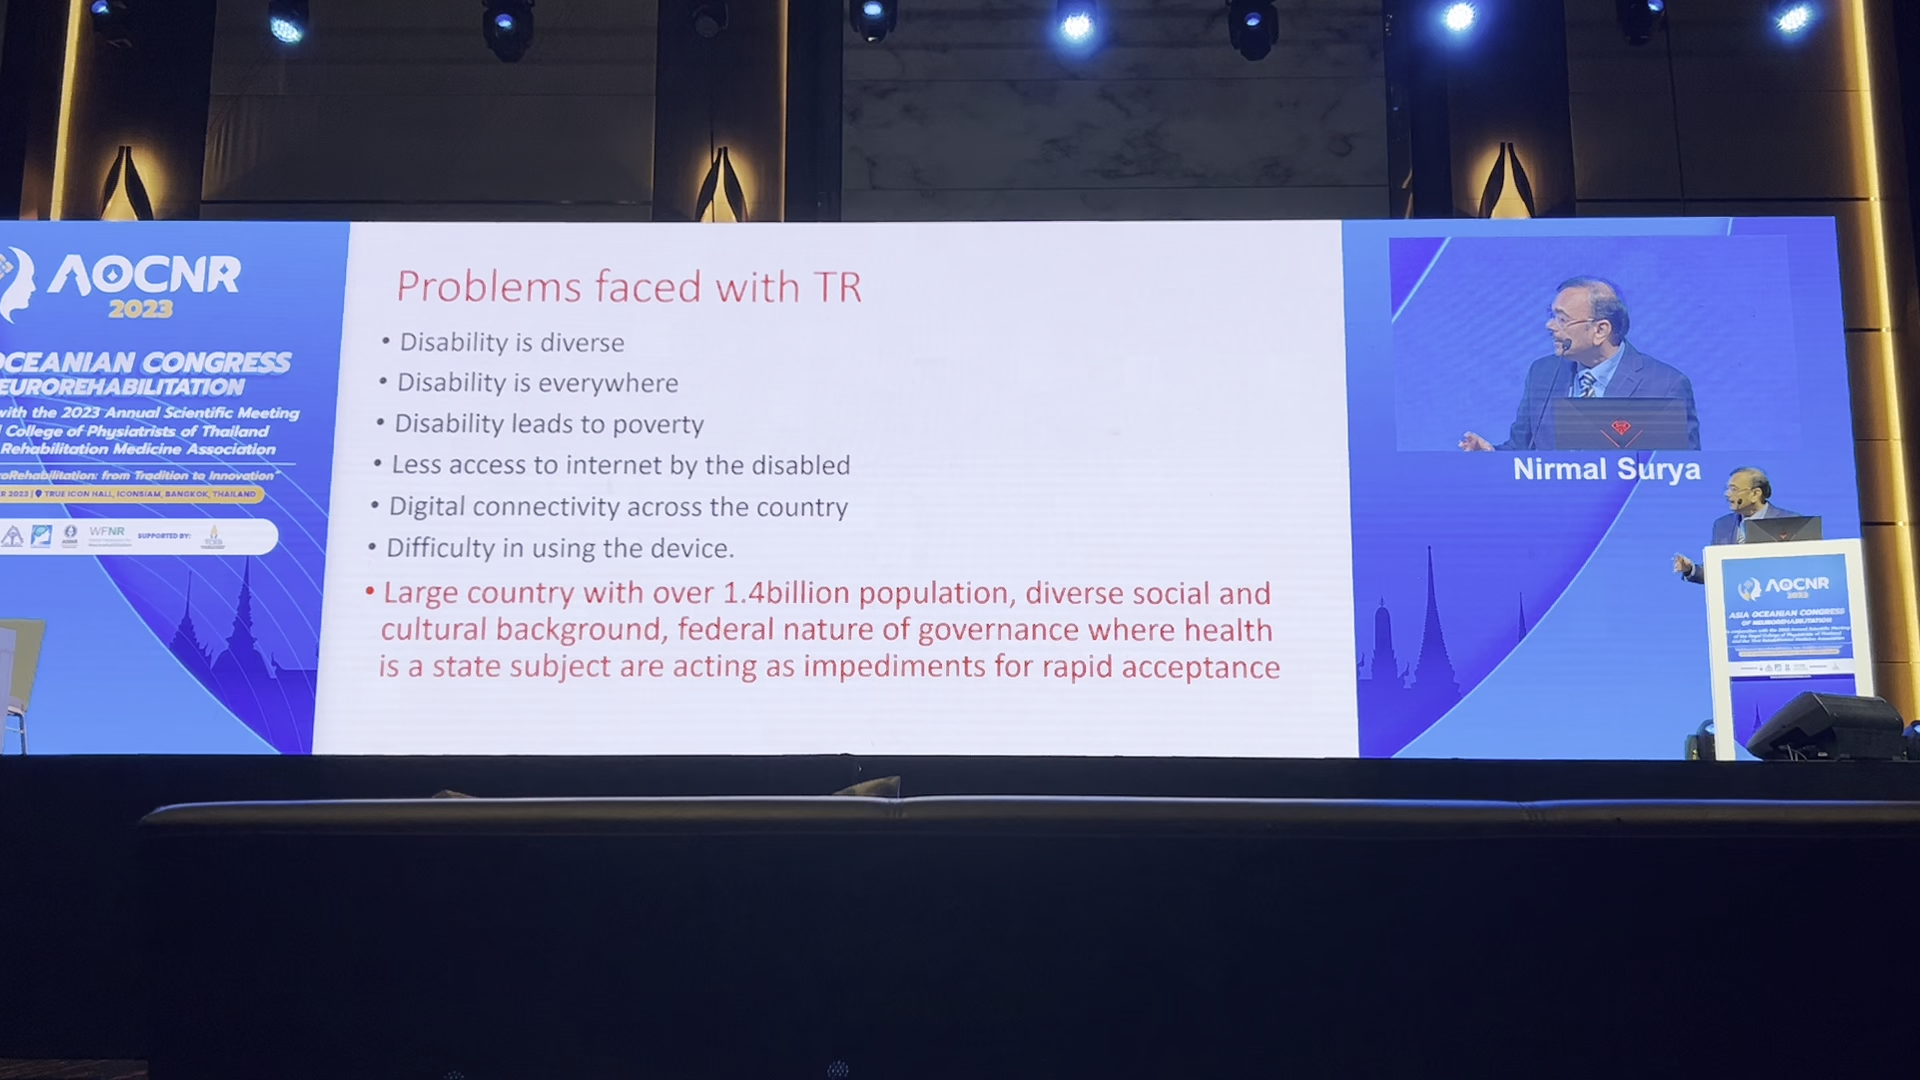 AOCNR
2023
OCEANIAN CONGRESS
EUROREHABILITATION
with the 2023 Annual Scientific Meeting
College of Physiatrists of Thailand
Rehabilitation Medicine Association
Rehabilitation: from Tradition to Innovation"
2023 | TRUE ICON HALL, ICONSIAM, BANGKOK, THAILAND
WFNR
SUPPORTED BY:
Problems faced with TR
• Disability is diverse
• Disability is everywhere
• Disability leads to poverty
• Less access to internet by the disabled
• Digital connectivity across the country
• Difficulty in using the device.
• Large country with over 1.4billion population, diverse social and
cultural background, federal nature of governance where health
is a state subject are acting as impediments for rapid acceptance
Nirmal Surya
AOCNR
2023
ASIA OCEANIAN CONGRESS
OF NEUROREHABILITATION